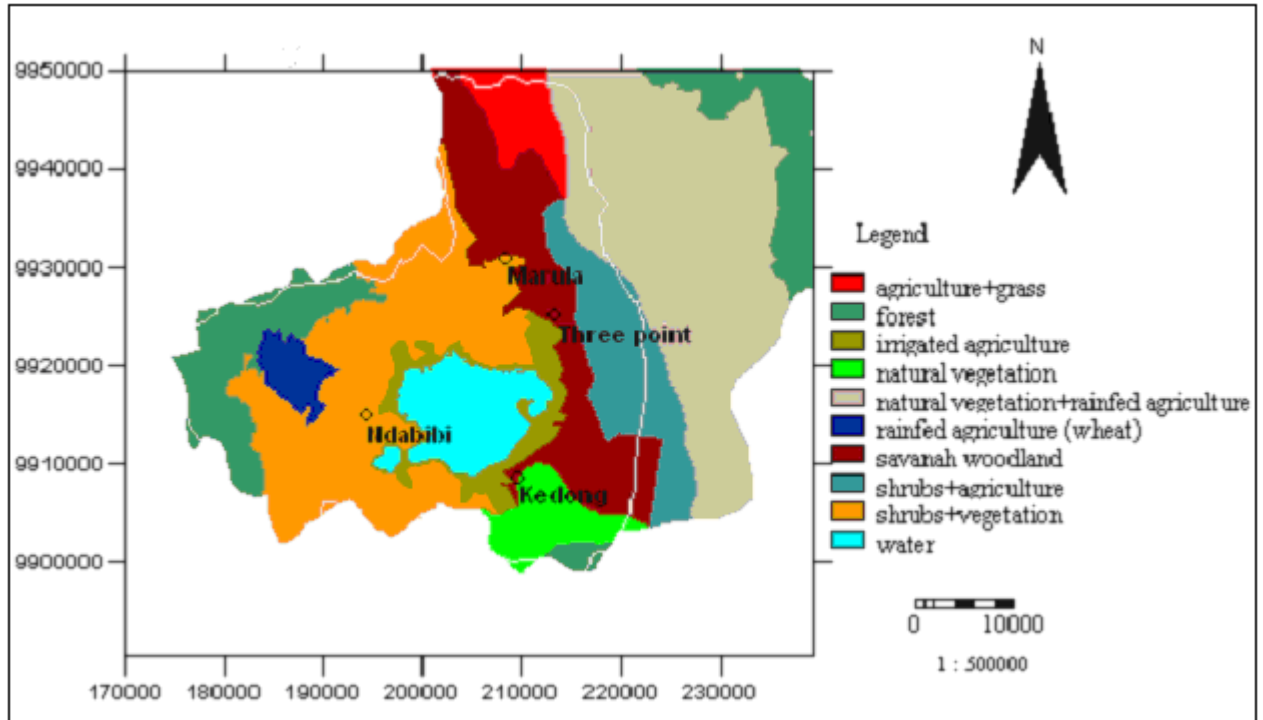 N
9950000
9940000
9930000
9920000
9910000
9900000
170000 180000 190000 200000 210000 220000 230000
Marula
Three point
Ndabibi
Kedong
Legend
agriculture+grass
forest
irrigated agriculture
natural vegetation
natural vegetation+rainfed agriculture
rainfed agriculture (wheat)
savanah woodland
shrubs+agriculture
shrubs+vegetation
water
0 10000
1 : 500000